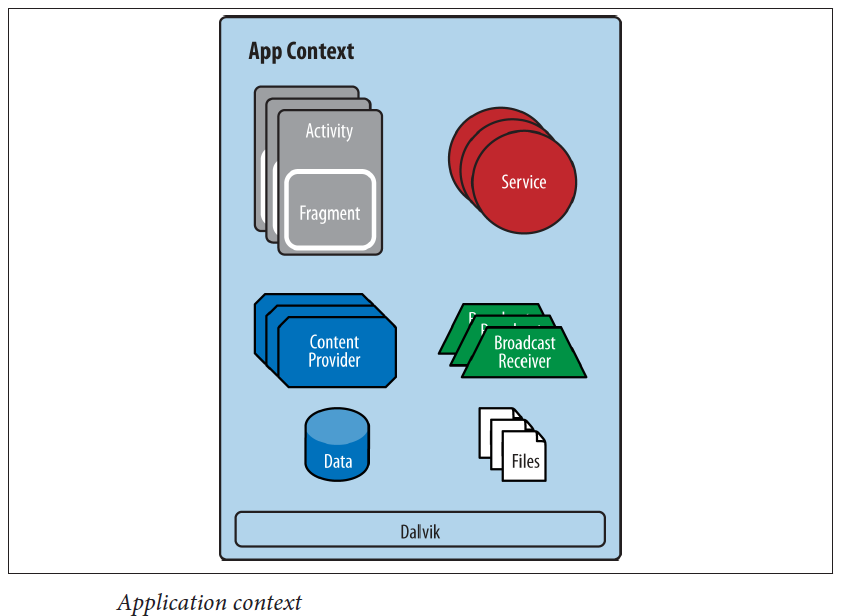 App Context
Activity
Fragment
Service
Content
Provider
Broadcast
Receiver
Data
Files
Dalvik
Application context